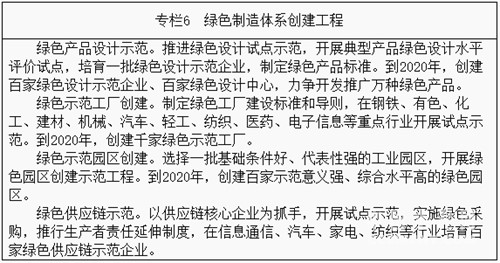 专栏6 绿色制造体系创建工程
绿色产品设计示范。推进绿色设计试点示范，开展典型产品绿色设计水平
评价试点，培育一批绿色设计示范企业，制定绿色产品标准。到2020年，创建
百家绿色设计示范企业、百家绿色设计中心，力争开发推广万种绿色产品。
绿色示范工厂创建。制定绿色工厂建设标准和导则，在钢铁、有色、化
工、建材、机械、汽车、轻工、纺织、医药、电子信息等重点行业开展试点示
范。到2020年，创建千家绿色示范工厂。
绿色示范园区创建。选择一批基础条件好、代表性强的工业园区，开展绿
色园区创建示范工程。到2020年，创建百家示范意义强、综合水平高的绿色园
区。
绿色供应链示范。以供应链核心企业为抓手，开展试点示范，实施绿色采
购，推行生产者责任延伸制度，在信息通信、汽车、家电、纺织等行业培育百
家绿色供应链示范企业。